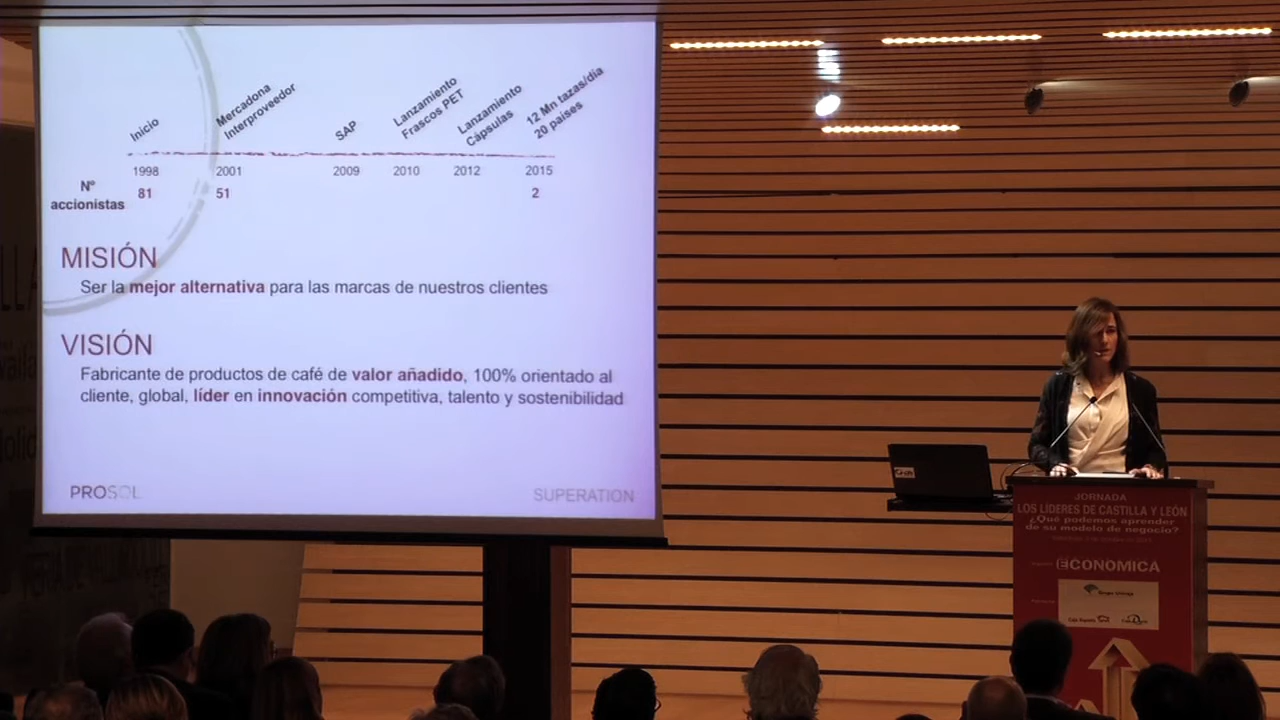 Inicio
Mercadona
Interproveedor
SAP
Lanzamiento
Frascos PET
Lanzamiento
Cápsulas
12 Mn tazas/día
20 países
1998 2001 2009 2010 2012 2015
Nº
accionistas
81 51 2
MISIÓN
Ser la mejor alternativa para las marcas de nuestros clientes
VISIÓN
Fabricante de productos de café de valor añadido, 100% orientado al
cliente, global, líder en innovación competitiva, talento y sostenibilidad
PROSOL
SUPERATION
JORNADA
LOS LÍDERES DE CASTILLA Y LEÓN
¿Qué podemos aprender
de su modelo de negocio?
ECONÓMICA